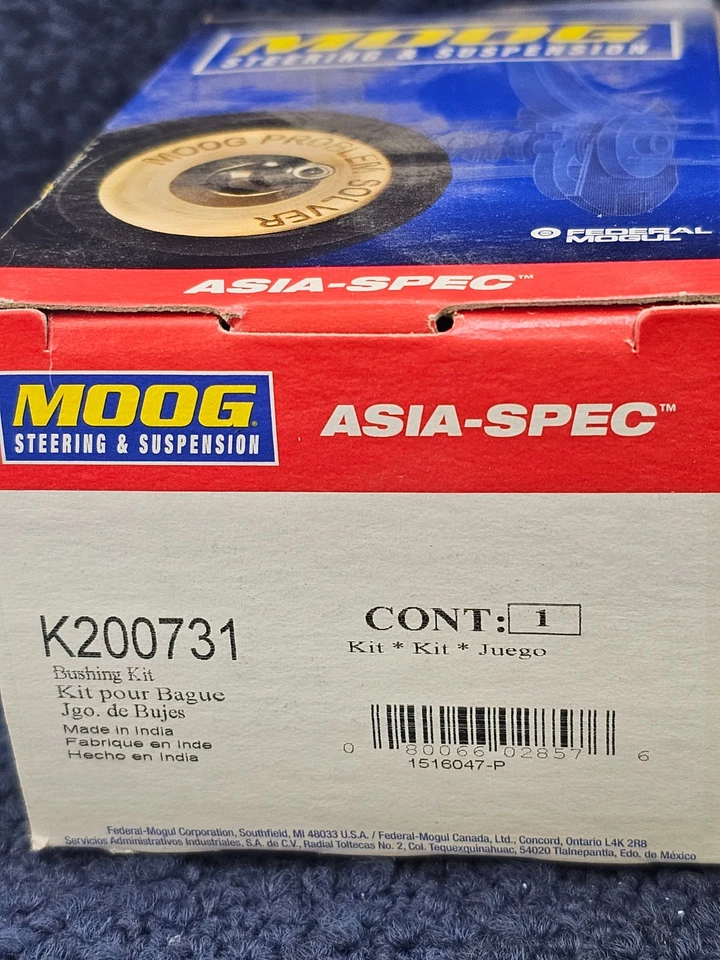 MOOG
STEERING & SUSPENSION
MOOG PROBLEM SOLVER
FEDERAL
MOGUL
ASIA-SPEC™
MOOG®
STEERING & SUSPENSION
ASIA-SPEC™
K200731
Bushing Kit
Kit pour Bague
Jgo. de Bujes
Made in India
Fabrique en Inde
Hecho en India
CONT: 1
Kit * Kit * Juego
0 80066 02857 6
1516047-P
Federal-Mogul Corporation, Southfield, MI 48033 U.S.A. / Federal-Mogul Canada, Ltd., Concord, Ontario L4K 2R8
Servicios Administrativos Industriales, S.A. de C.V., Radial Toltecas No. 2, Col. Tequexquinahuac, 54020 Tlalnepantla, Edo. de México